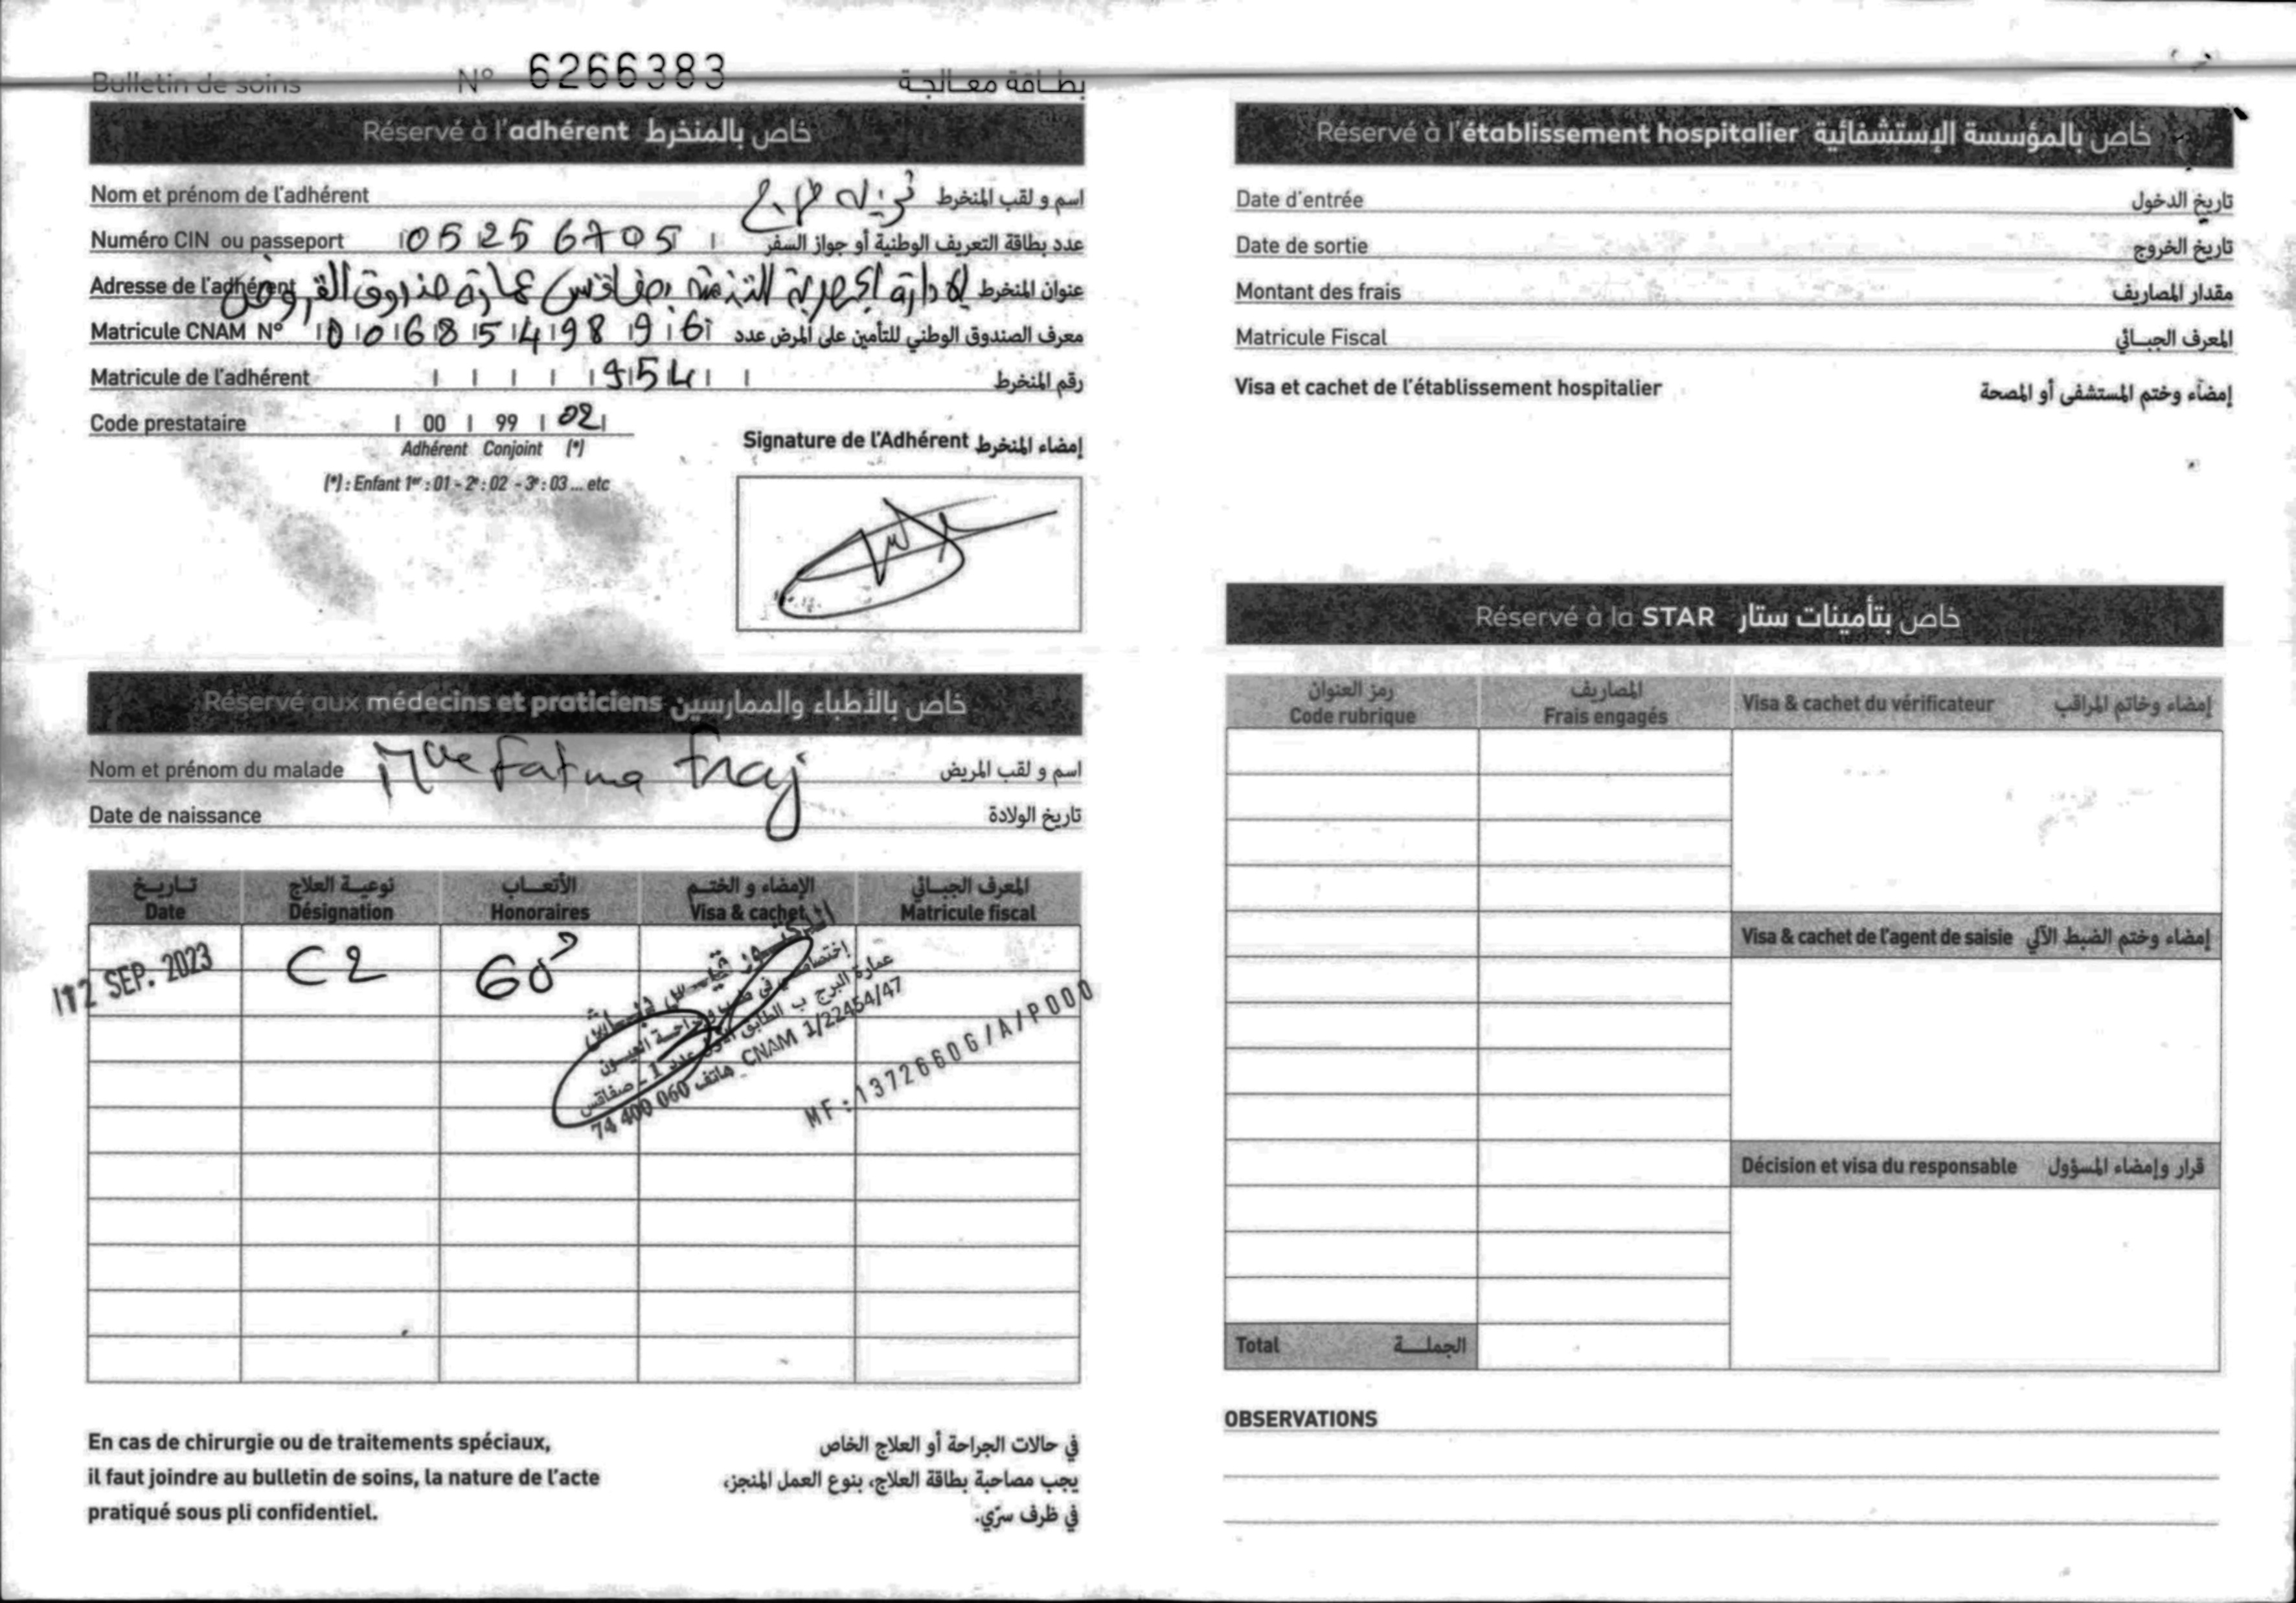 Bulletin de soins N° 6266383 بطاقة معالجة
Réservé à l'adhérent خاص بالمنخرط
Nom et prénom de l'adhérent اسم و لقب المنخرط
Numéro CIN ou passeport 05256705 عدد بطاقة التعريف الوطنية أو جواز السفر
Adresse de l'adhérent الادارة الجهوية للتنمية بصفاقس عمارة صندوق القروض عنوان المنخرط
Matricule CNAM N° 010685149896 معرف الصندوق الوطني للتأمين على المرض عدد
Matricule de l'adhérent 954 رقم المنخرط
Code prestataire 00 99 02
Adhérent Conjoint (*)
(*) : Enfant 1er : 01 - 2e : 02 - 3e : 03 ... etc
Signature de l'Adhérent إمضاء المنخرط
Réservé aux médecins et praticiens خاص بالأطباء والممارسين
Nom et prénom du malade Mlle Fatma Fraj اسم و لقب المريض
Date de naissance تاريخ الولادة
تاريخ نوعية العلاج الأتعاب الإمضاء و الختم المعرف الجبائي
Date Désignation Honoraires Visa & cachet Matricule fiscal
12 SEP. 2023 C2 60
الدكتور قيس
إختصاصي في طب و جراحة العيون
عمارة البرج ب الطابق الأول عدد 1 - صفاقس
74 400 060 هاتف CNAM 1/22454/47
MF : 1372660G/A/P000
En cas de chirurgie ou de traitements spéciaux,
il faut joindre au bulletin de soins, la nature de l'acte
pratiqué sous pli confidentiel.
في حالات الجراحة أو العلاج الخاص
يجب مصاحبة بطاقة العلاج، بنوع العمل المنجز،
في ظرف سرّي.
Réservé à l'établissement hospitalier خاص بالمؤسسة الإستشفائية
Date d'entrée تاريخ الدخول
Date de sortie تاريخ الخروج
Montant des frais مقدار المصاريف
Matricule Fiscal المعرف الجبائي
Visa et cachet de l'établissement hospitalier إمضاء وختم المستشفى أو المصحة
Réservé à la STAR خاص بتأمينات ستار
رمز العنوان المصاريف
Code rubrique Frais engagés Visa & cachet du vérificateur إمضاء وخاتم المراقب
Visa & cachet de l'agent de saisie إمضاء وختم الضبط الآلي
Décision et visa du responsable قرار وإمضاء المسؤول
Total الجملة
OBSERVATIONS